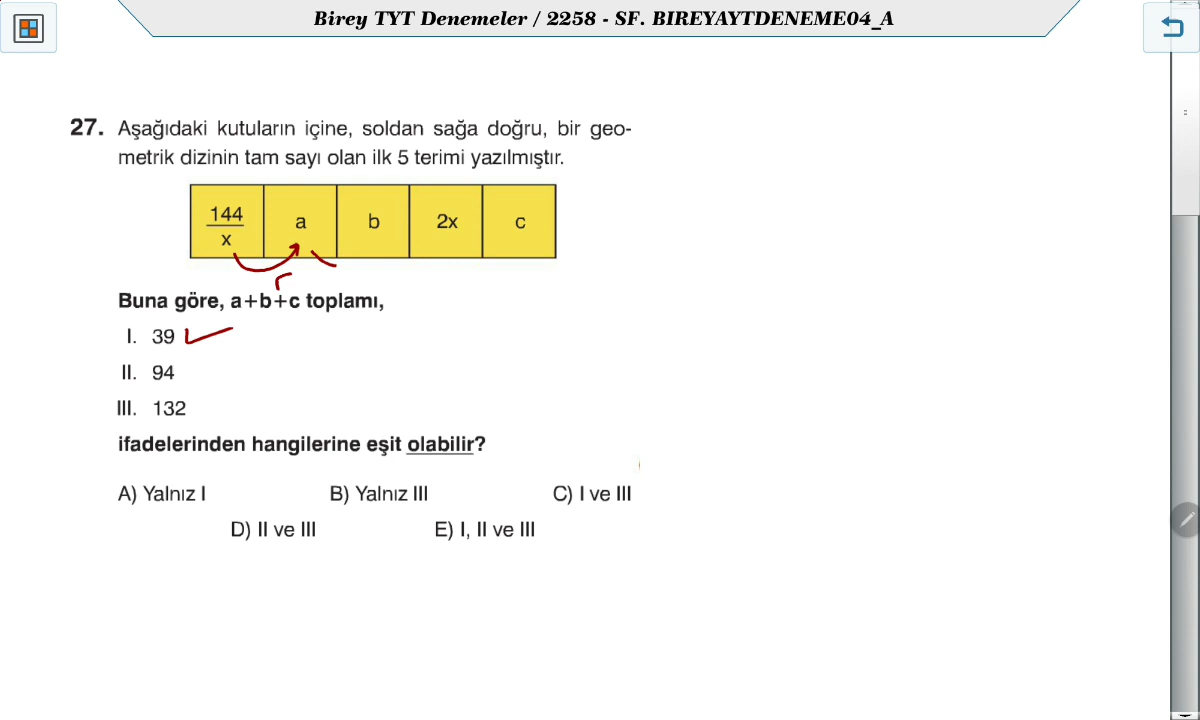 Birey TYT Denemeler / 2258 - SF. BIREYAYTDENEME04_A
27. Aşağıdaki kutuların içine, soldan sağa doğru, bir geo-
metrik dizinin tam sayı olan ilk 5 terimi yazılmıştır.
144
x
a
b
2x
c
Buna göre, a+b+c toplamı,
I. 39
II. 94
III. 132
ifadelerinden hangilerine eşit olabilir?
A) Yalnız I
B) Yalnız III
C) I ve III
D) II ve III
E) I, II ve III